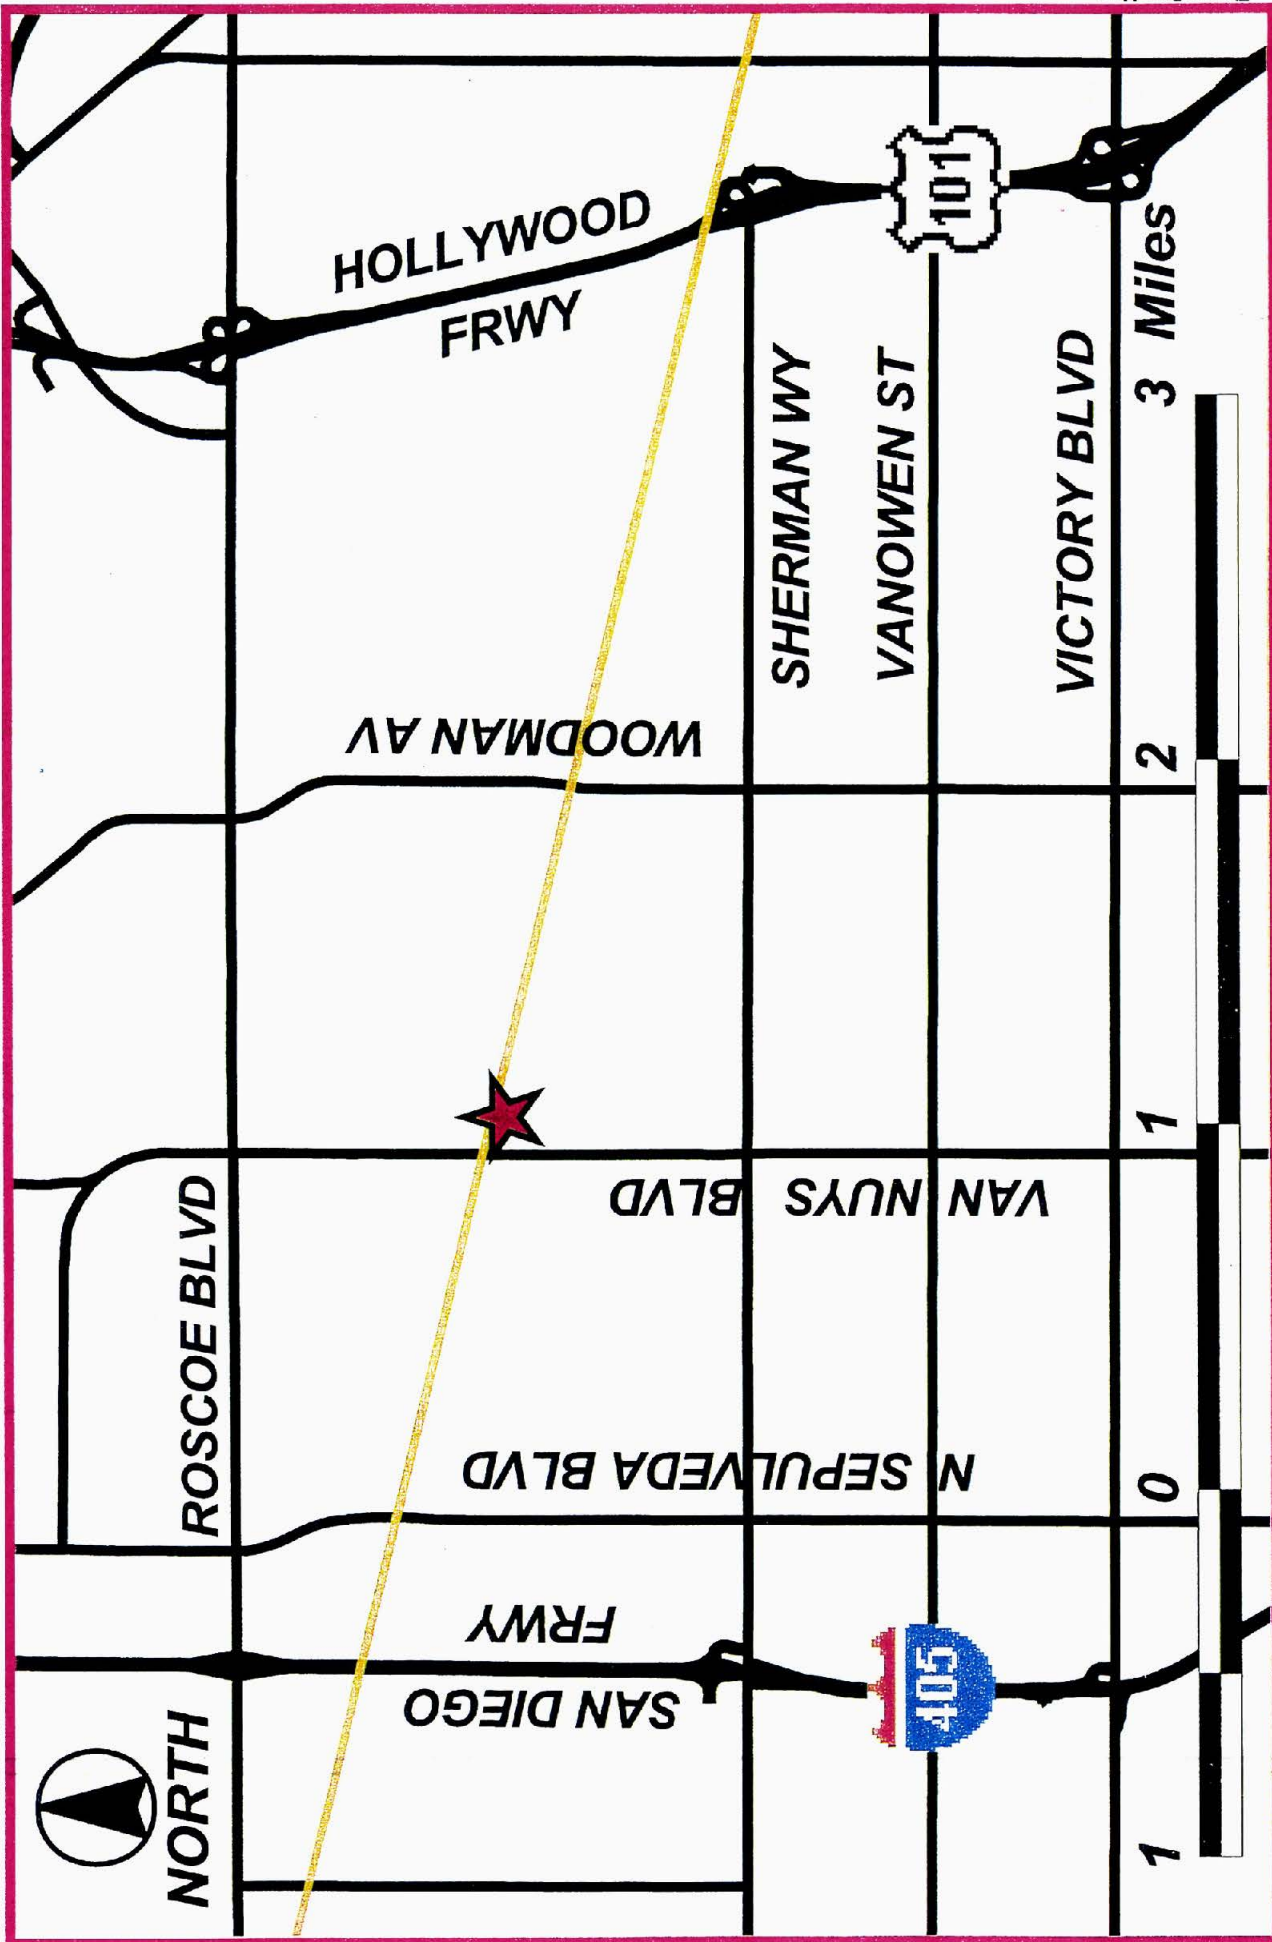 NORTH
ROSCOE BLVD
SAN DIEGO
FRWY
N SEPULVEDA BLVD
VAN NUYS BLVD
WOODMAN AV
HOLLYWOOD
FRWY
SHERMAN WY
VANOWEN ST
VICTORY BLVD
405
101
1 0 1 2 3 Miles